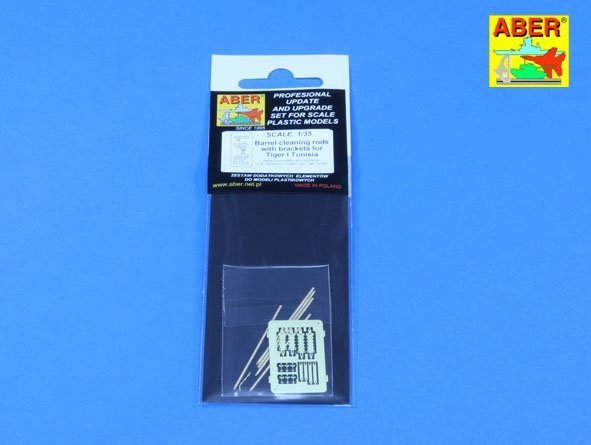 ABER®
ABER
SINCE 1995
PROFESIONAL
UPDATE
AND UPGRADE
SET FOR SCALE
PLASTIC MODELS
SCALE: 1/35
Barrel cleaning rods
with brackets for
Tiger I Tunisia
ZESTAW DODATKOWYCH ELEMENTÓW
DO MODELI PLASTIKOWYCH
www.aber.net.pl
MADE IN POLAND